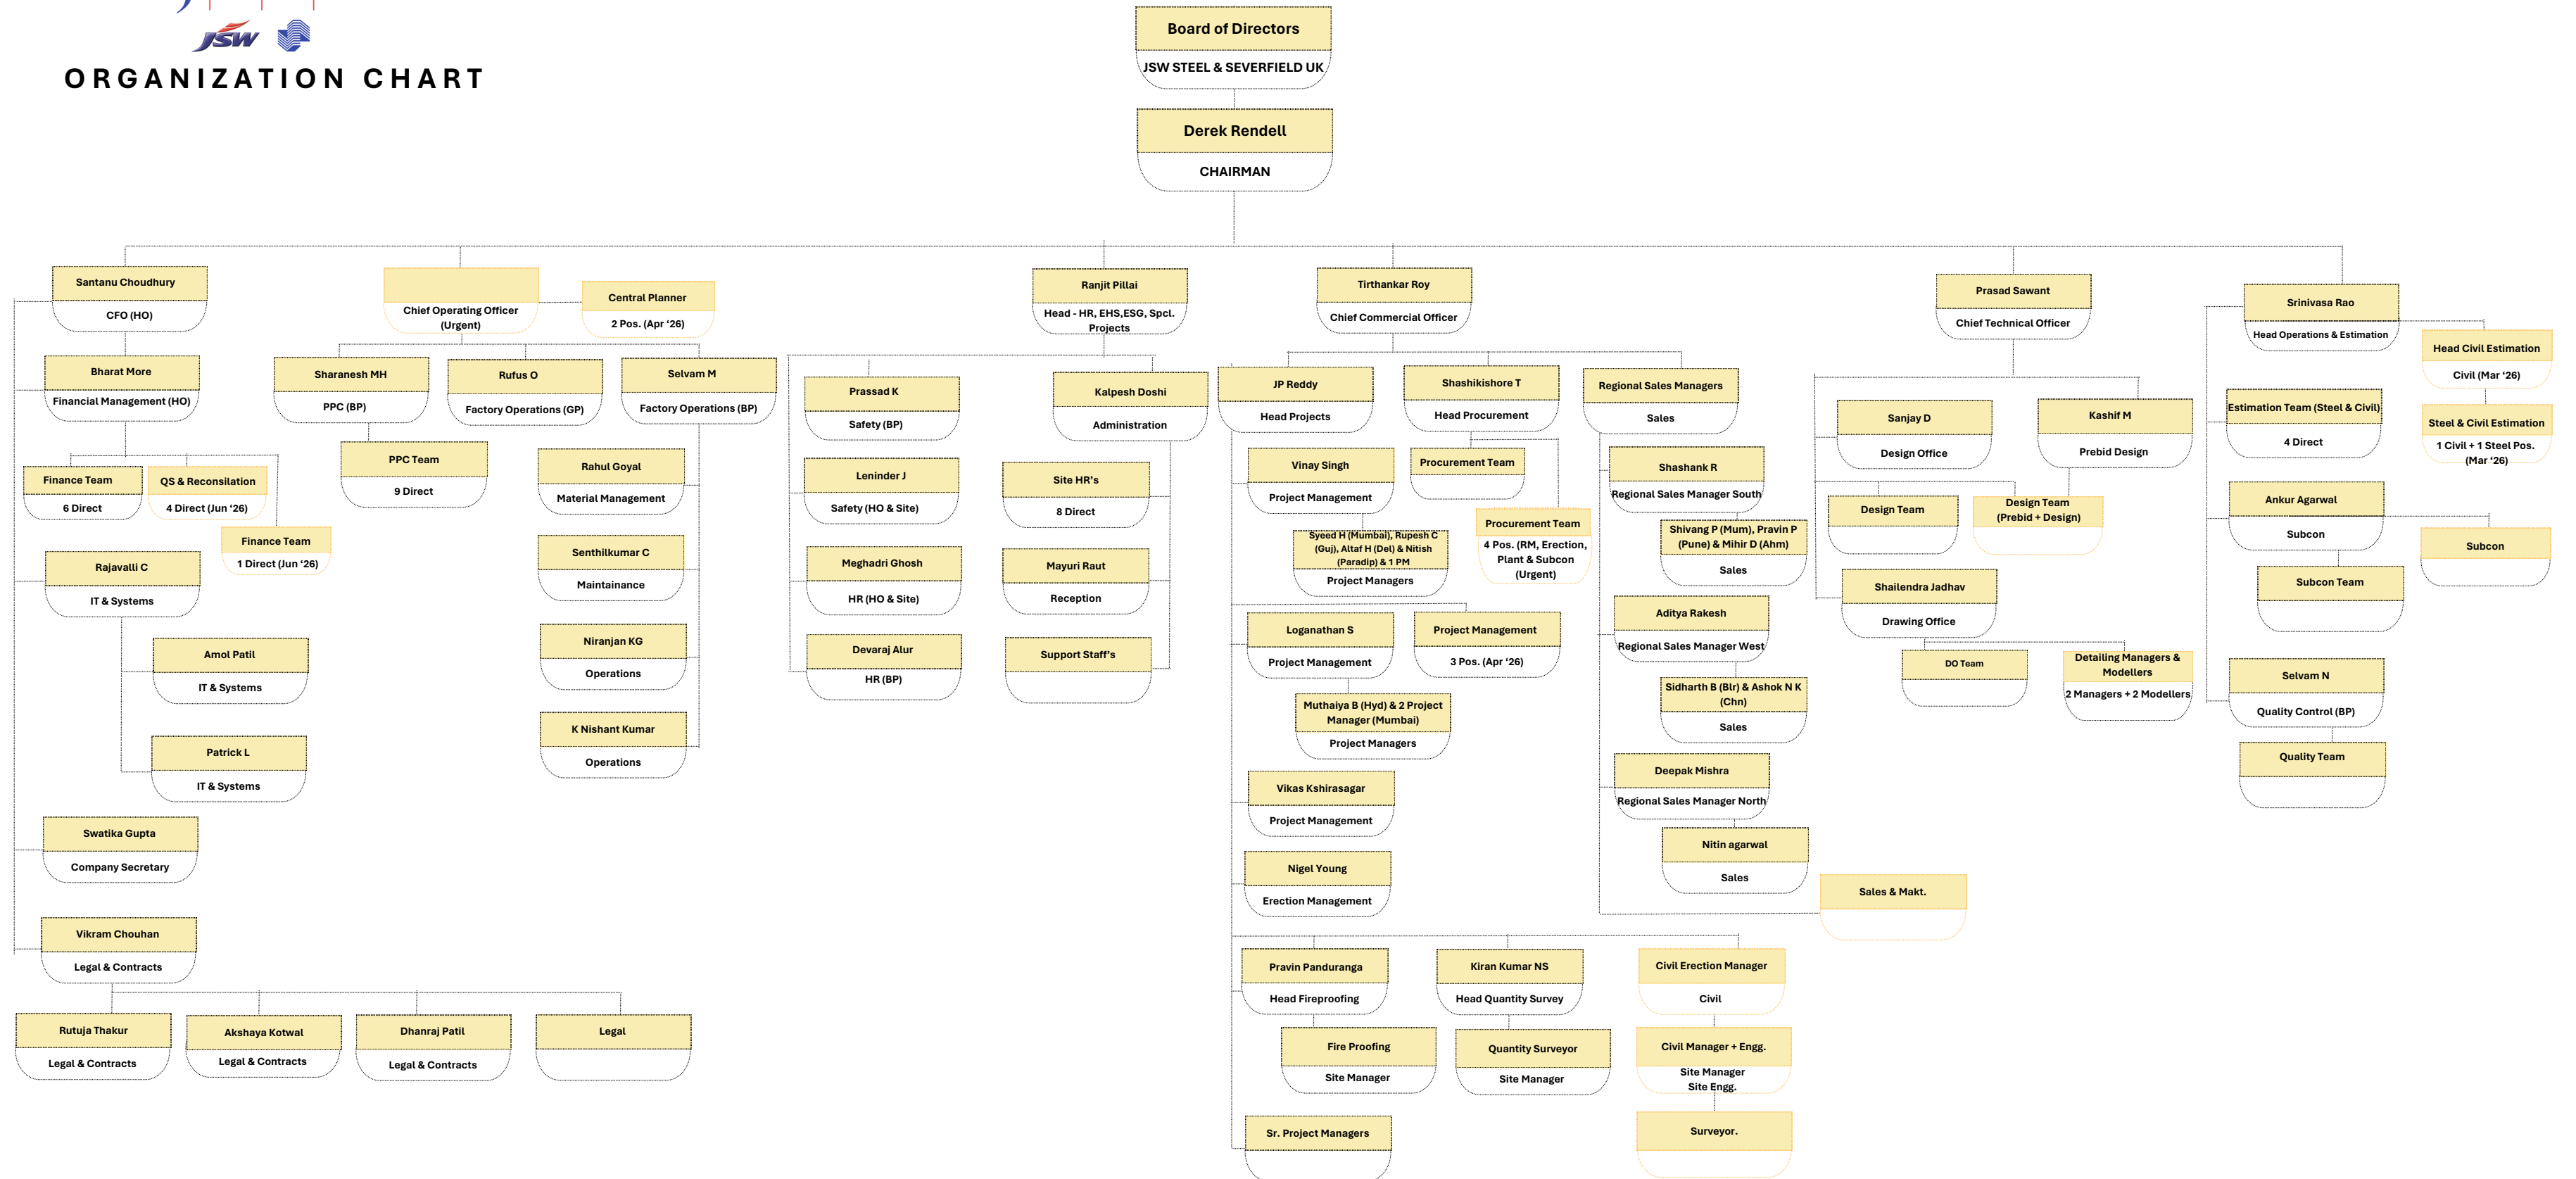 JSW
ORGANIZATION CHART
Board of Directors
JSW STEEL & SEVERFIELD UK
Derek Rendell
CHAIRMAN
Santanu Choudhury
CFO (HO)
Bharat More
Financial Management (HO)
Finance Team
6 Direct
QS & Reconsilation
4 Direct (Jun ‘26)
Finance Team
1 Direct (Jun ‘26)
Rajavalli C
IT & Systems
Amol Patil
IT & Systems
Patrick L
IT & Systems
Swatika Gupta
Company Secretary
Vikram Chouhan
Legal & Contracts
Rutuja Thakur
Legal & Contracts
Akshaya Kotwal
Legal & Contracts
Dhanraj Patil
Legal & Contracts
Legal
Chief Operating Officer
(Urgent)
Central Planner
2 Pos. (Apr ‘26)
Sharanesh MH
PPC (BP)
PPC Team
9 Direct
Rufus O
Factory Operations (GP)
Selvam M
Factory Operations (BP)
Rahul Goyal
Material Management
Senthilkumar C
Maintainance
Niranjan KG
Operations
K Nishant Kumar
Operations
Ranjit Pillai
Head - HR, EHS,ESG, Spcl.
Projects
Prassad K
Safety (BP)
Leninder J
Safety (HO & Site)
Meghadri Ghosh
HR (HO & Site)
Devaraj Alur
HR (BP)
Kalpesh Doshi
Administration
Site HR’s
8 Direct
Mayuri Raut
Reception
Support Staff’s
Tirthankar Roy
Chief Commercial Officer
JP Reddy
Head Projects
Vinay Singh
Project Management
Syeed H (Mumbai), Rupesh C
(Guj), Altaf H (Del) & Nitish
(Paradip) & 1 PM
Project Managers
Loganathan S
Project Management
Project Management
3 Pos. (Apr ‘26)
Muthaiya B (Hyd) & 2 Project
Manager (Mumbai)
Project Managers
Vikas Kshirasagar
Project Management
Nigel Young
Erection Management
Pravin Panduranga
Head Fireproofing
Fire Proofing
Site Manager
Kiran Kumar NS
Head Quantity Survey
Quantity Surveyor
Site Manager
Civil Erection Manager
Civil
Civil Manager + Engg.
Site Manager
Site Engg.
Surveyor.
Sr. Project Managers
Shashikishore T
Head Procurement
Procurement Team
Procurement Team
4 Pos. (RM, Erection,
Plant & Subcon
(Urgent)
Regional Sales Managers
Sales
Shashank R
Regional Sales Manager South
Shivang P (Mum), Pravin P
(Pune) & Mihir D (Ahm)
Sales
Aditya Rakesh
Regional Sales Manager West
Sidharth B (Blr) & Ashok N K
(Chn)
Sales
Deepak Mishra
Regional Sales Manager North
Nitin agarwal
Sales
Sales & Makt.
Prasad Sawant
Chief Technical Officer
Sanjay D
Design Office
Kashif M
Prebid Design
Design Team
Design Team
(Prebid + Design)
Shailendra Jadhav
Drawing Office
DO Team
Detailing Managers &
Modellers
2 Managers + 2 Modellers
Srinivasa Rao
Head Operations & Estimation
Head Civil Estimation
Civil (Mar ‘26)
Steel & Civil Estimation
1 Civil + 1 Steel Pos.
(Mar ‘26)
Estimation Team (Steel & Civil)
4 Direct
Ankur Agarwal
Subcon
Subcon
Subcon Team
Selvam N
Quality Control (BP)
Quality Team